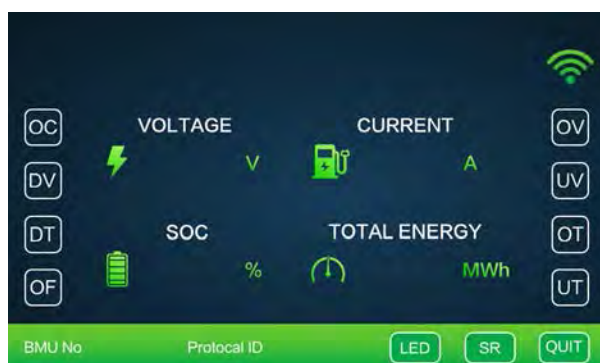 OC VOLTAGE CURRENT OV
V A
DV UV
DT SOC TOTAL ENERGY OT
% MWh
OF UT
BMU No Protocal ID LED SR QUIT